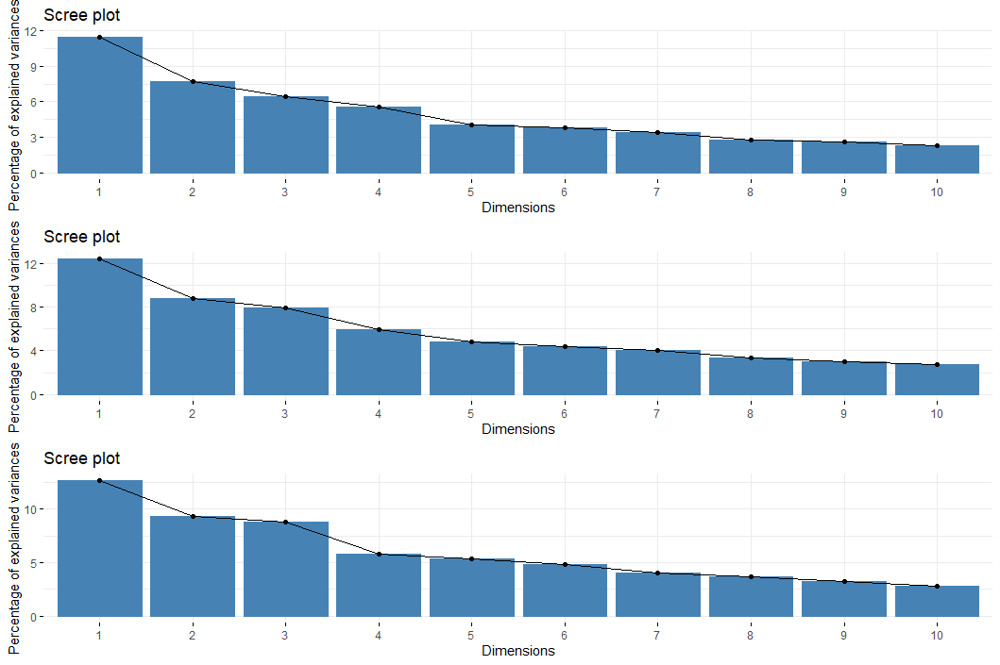 Scree plot
Percentage of explained variances
12
9
6
3
0
1 2 3 4 5 6 7 8 9 10
Dimensions
Scree plot
Percentage of explained variances
12
8
4
0
1 2 3 4 5 6 7 8 9 10
Dimensions
Scree plot
Percentage of explained variances
10
5
0
1 2 3 4 5 6 7 8 9 10
Dimensions